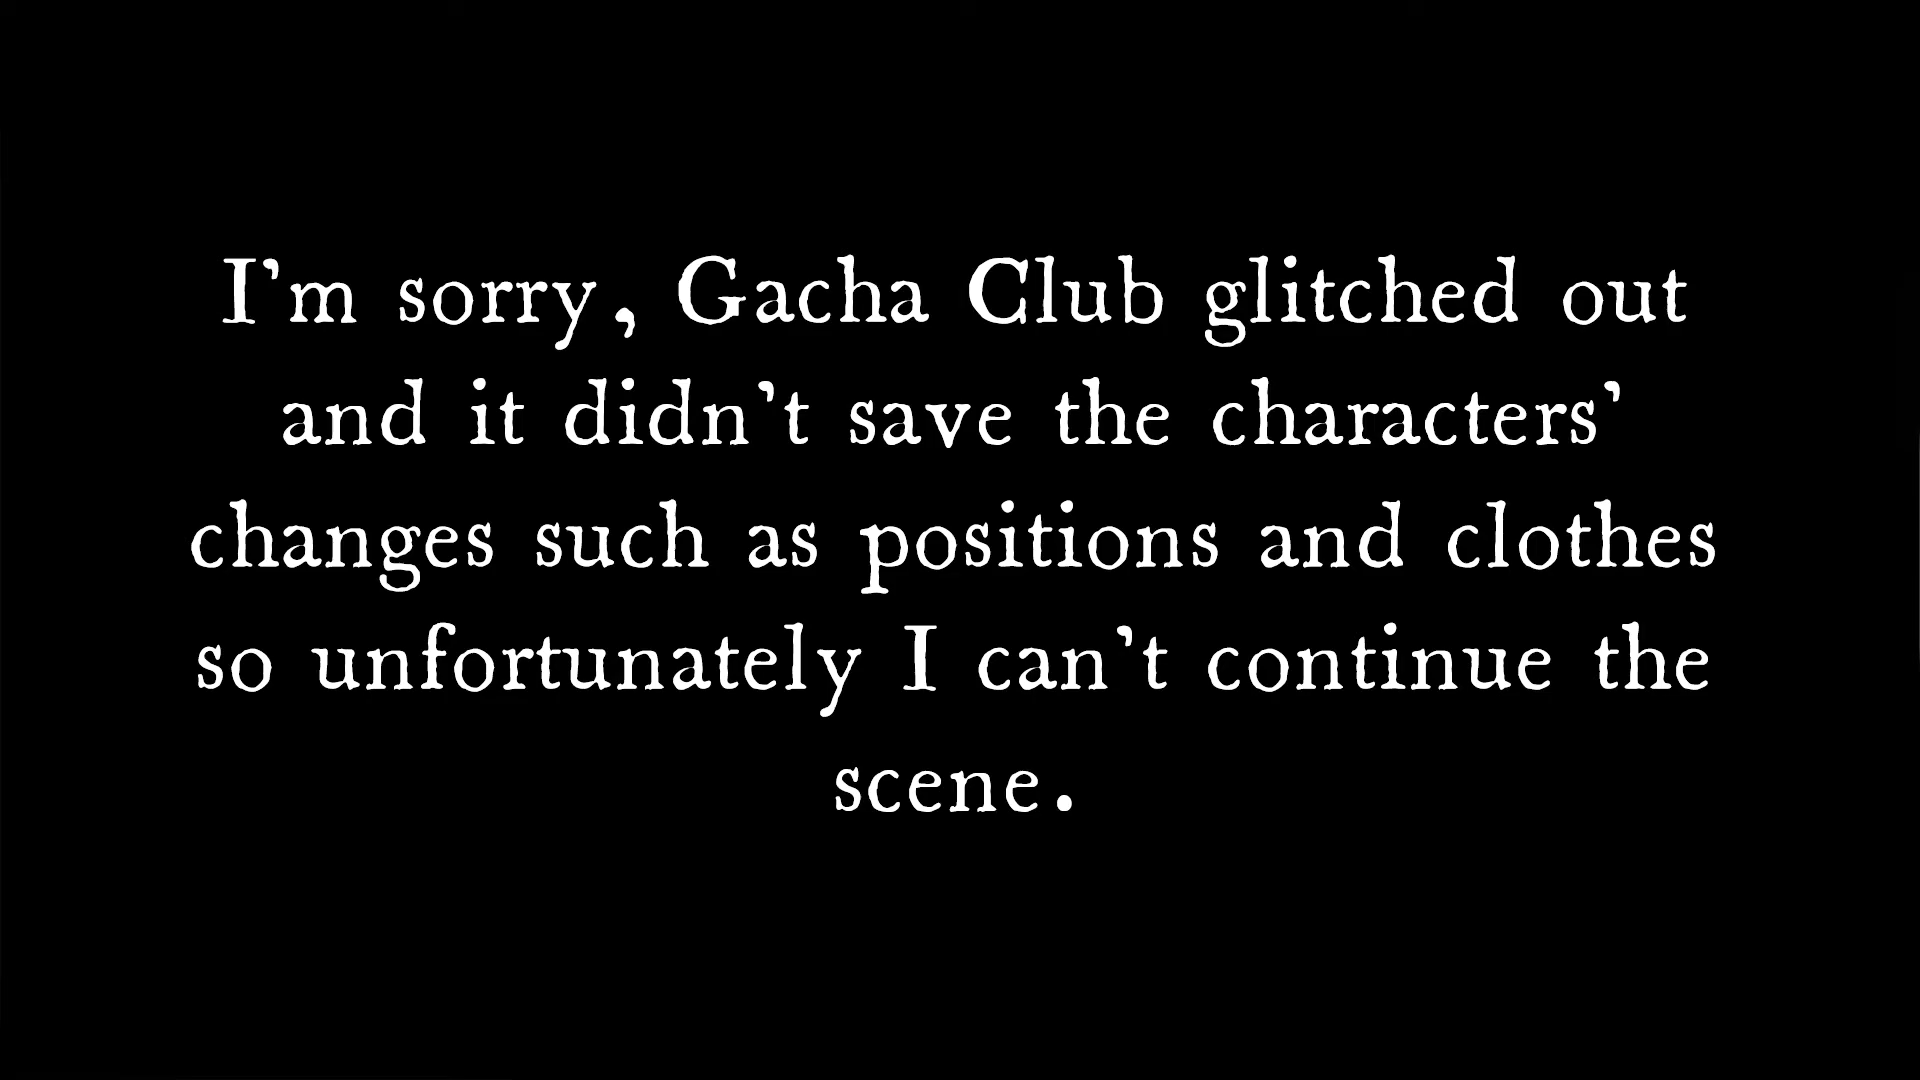 I’m sorry, Gacha Club glitched out
and it didn’t save the characters’
changes such as positions and clothes
so unfortunately I can’t continue the
scene.